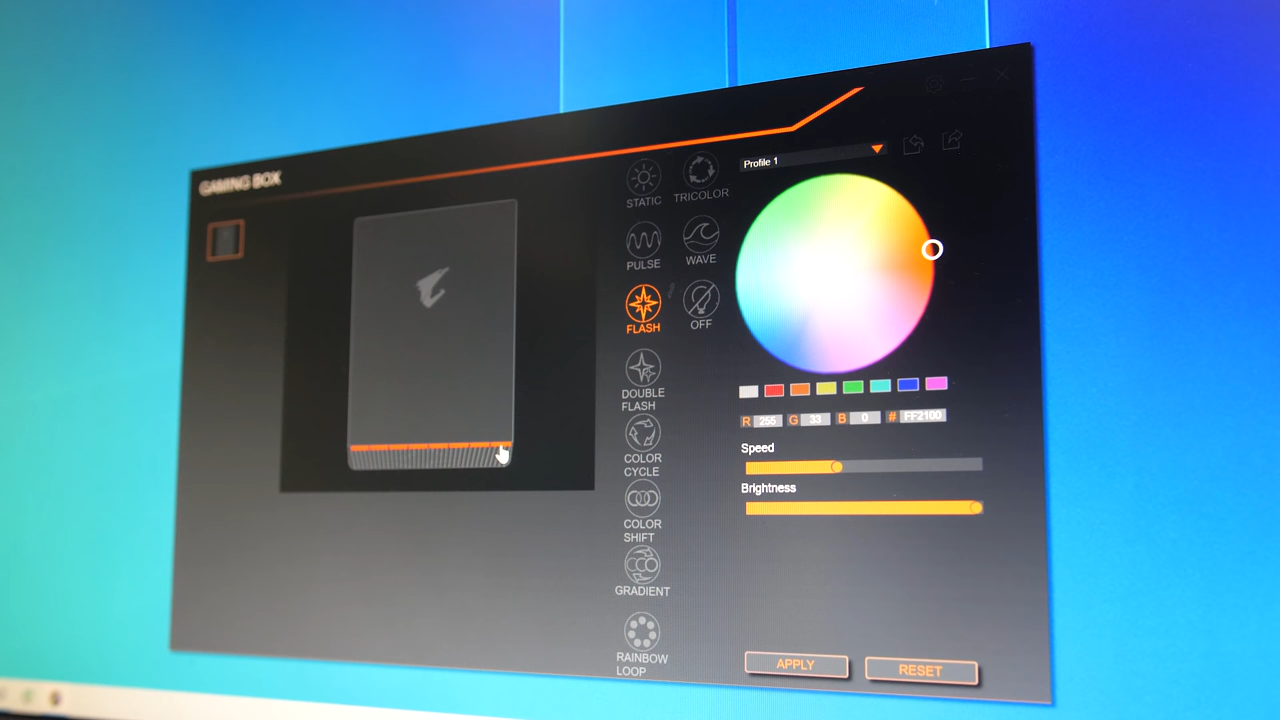 GAMING BOX
STATIC
TRICOLOR
PULSE
WAVE
FLASH
OFF
DOUBLE
FLASH
COLOR
CYCLE
COLOR
SHIFT
GRADIENT
RAINBOW
LOOP
Profile 1
R 255 G 33 B 0 # FF2100
Speed
Brightness
APPLY
RESET